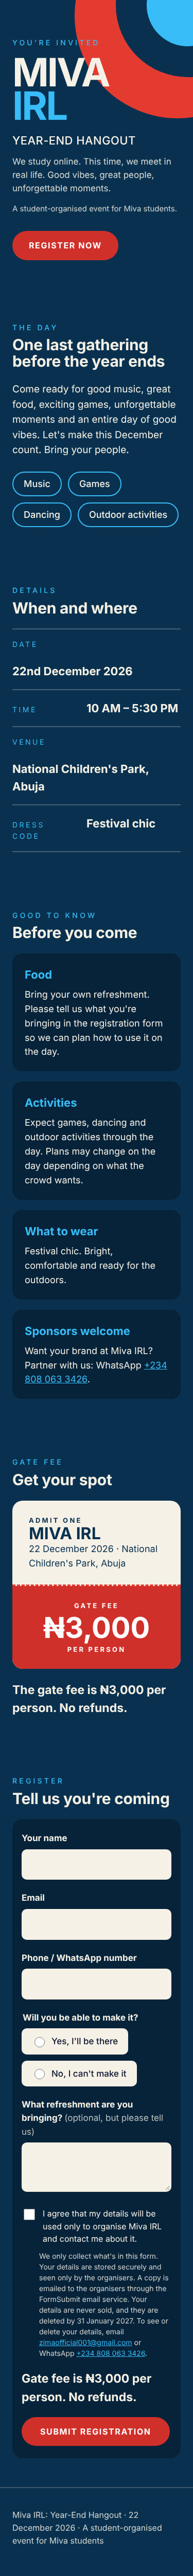 YOU'RE INVITED
MIVA
IRL
YEAR-END HANGOUT
We study online. This time, we meet in
real life. Good vibes, great people,
unforgettable moments.
A student-organised event for Miva students.
REGISTER NOW
THE DAY
One last gathering
before the year ends
Come ready for good music, great
food, exciting games, unforgettable
moments and an entire day of good
vibes. Let's make this December
count. Bring your people.
Music
Games
Dancing
Outdoor activities
DETAILS
When and where
DATE
22nd December 2026
TIME
10 AM – 5:30 PM
VENUE
National Children's Park,
Abuja
DRESS
CODE
Festival chic
GOOD TO KNOW
Before you come
Food
Bring your own refreshment.
Please tell us what you're
bringing in the registration form
so we can plan how to use it on
the day.
Activities
Expect games, dancing and
outdoor activities through the
day. Plans may change on the
day depending on what the
crowd wants.
What to wear
Festival chic. Bright,
comfortable and ready for the
outdoors.
Sponsors welcome
Want your brand at Miva IRL?
Partner with us: WhatsApp +234
808 063 3426.
GATE FEE
Get your spot
ADMIT ONE
MIVA IRL
22 December 2026 · National
Children's Park, Abuja
GATE FEE
₦3,000
PER PERSON
The gate fee is ₦3,000 per
person. No refunds.
REGISTER
Tell us you're coming
Your name
Email
Phone / WhatsApp number
Will you be able to make it?
Yes, I'll be there
No, I can't make it
What refreshment are you
bringing? (optional, but please tell
us)
I agree that my details will be
used only to organise Miva IRL
and contact me about it.
We only collect what's in this form.
Your details are stored securely and
seen only by the organisers. A copy is
emailed to the organisers through the
FormSubmit email service. Your
details are never sold, and they are
deleted by 31 January 2027. To see or
delete your details, email
zimaofficial001@gmail.com or
WhatsApp +234 808 063 3426.
Gate fee is ₦3,000 per
person. No refunds.
SUBMIT REGISTRATION
Miva IRL: Year-End Hangout · 22
December 2026 · A student-organised
event for Miva students